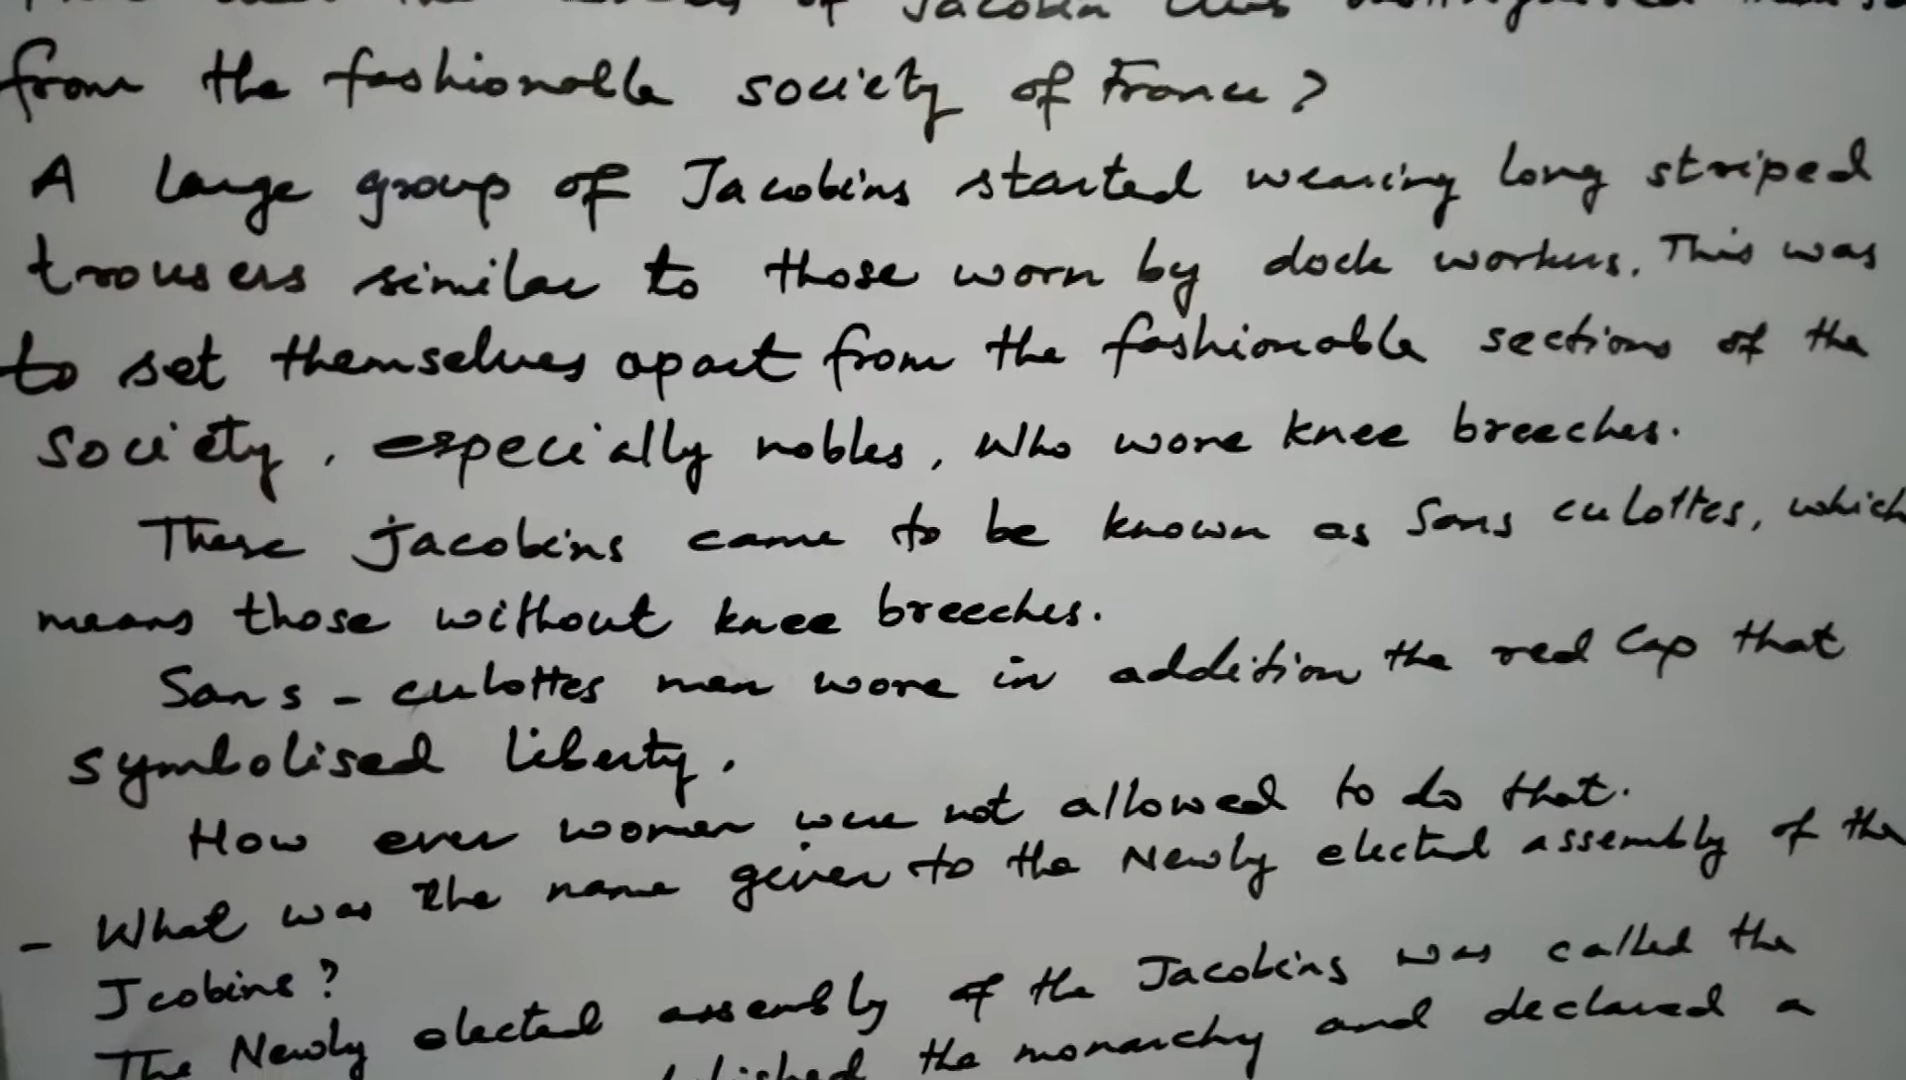 of Jacobin
from the fashionable society of France?
A large group of Jacobins started wearing long striped
trousers similar to those worn by dock workers. This was
to set themselves apart from the fashionable sections of the
society, especially nobles, who wore knee breeches.
These Jacobins came to be known as Sans culottes, which
means those without knee breeches.
Sans-culottes men wore in addition the red Cap that
symbolised liberty.
How ever women were not allowed to do that.
- What was the name given to the Newly elected assembly of the
Jcobins?
The Newly elected assembly of the Jacobins was called the
the monarchy and declared a